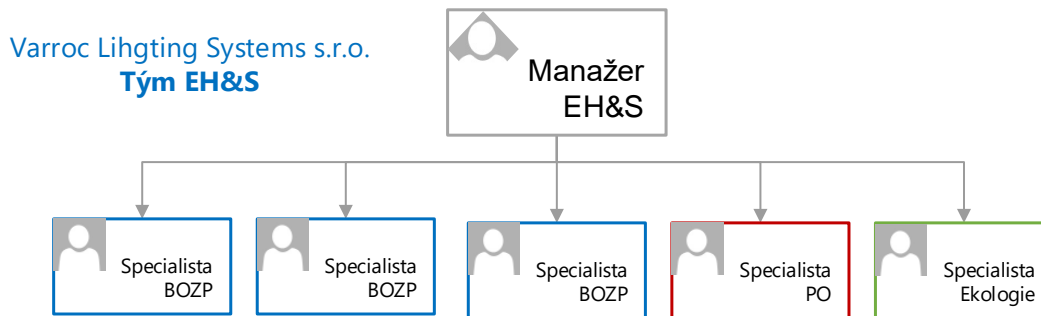 Varroc Lihgting Systems s.r.o.
Tým EH&S
Manažer
EH&S
Specialista
BOZP
Specialista
BOZP
Specialista
BOZP
Specialista
PO
Specialista
Ekologie